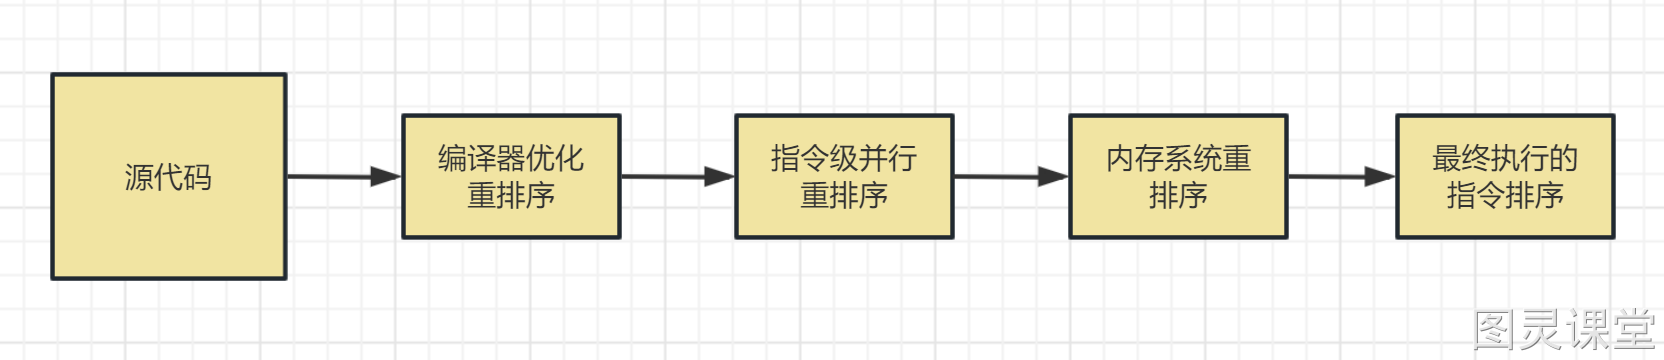 源代码
编译器优化
重排序
指令级并行
重排序
内存系统重
排序
最终执行的
指令排序
图灵课堂